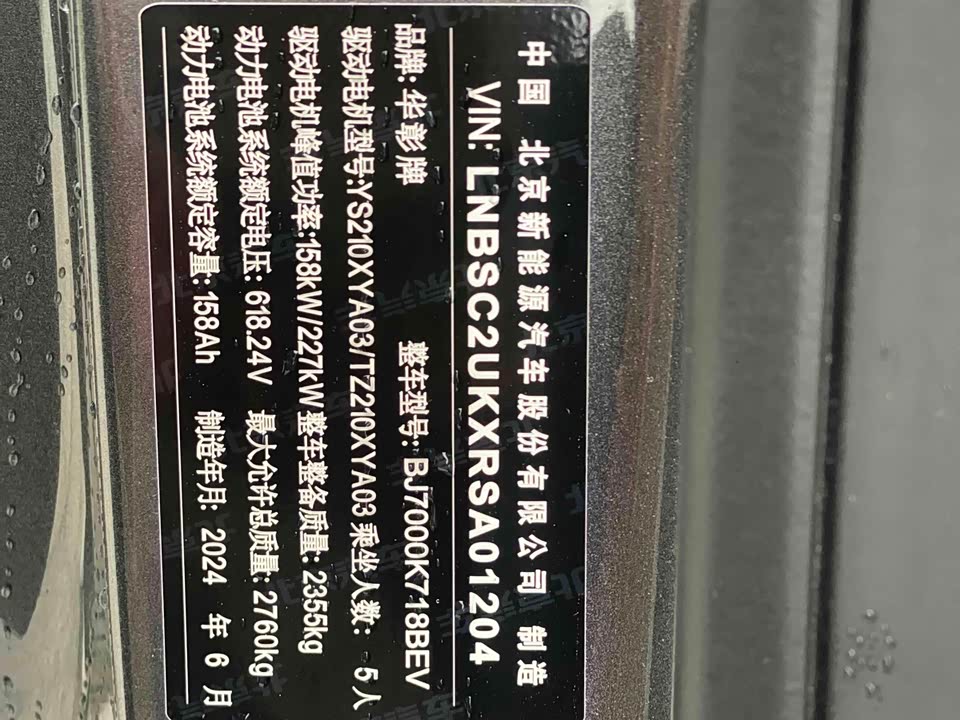 中国 北京新能源汽车股份有限公司 制造
VIN: LNBSC2UKXRSA01204
品牌: 华彰牌 整车型号: BJ7000K718BEV
驱动电机型号:YS210XYA03/TZ210XYA03 乘坐人数: 5人
驱动电机峰值功率:158kW/227kW 整车整备质量: 2355kg
动力电池系统额定电压: 618.24V 最大允许总质量: 2760kg
动力电池系统额定容量: 158Ah 制造年月: 2024 年 6 月